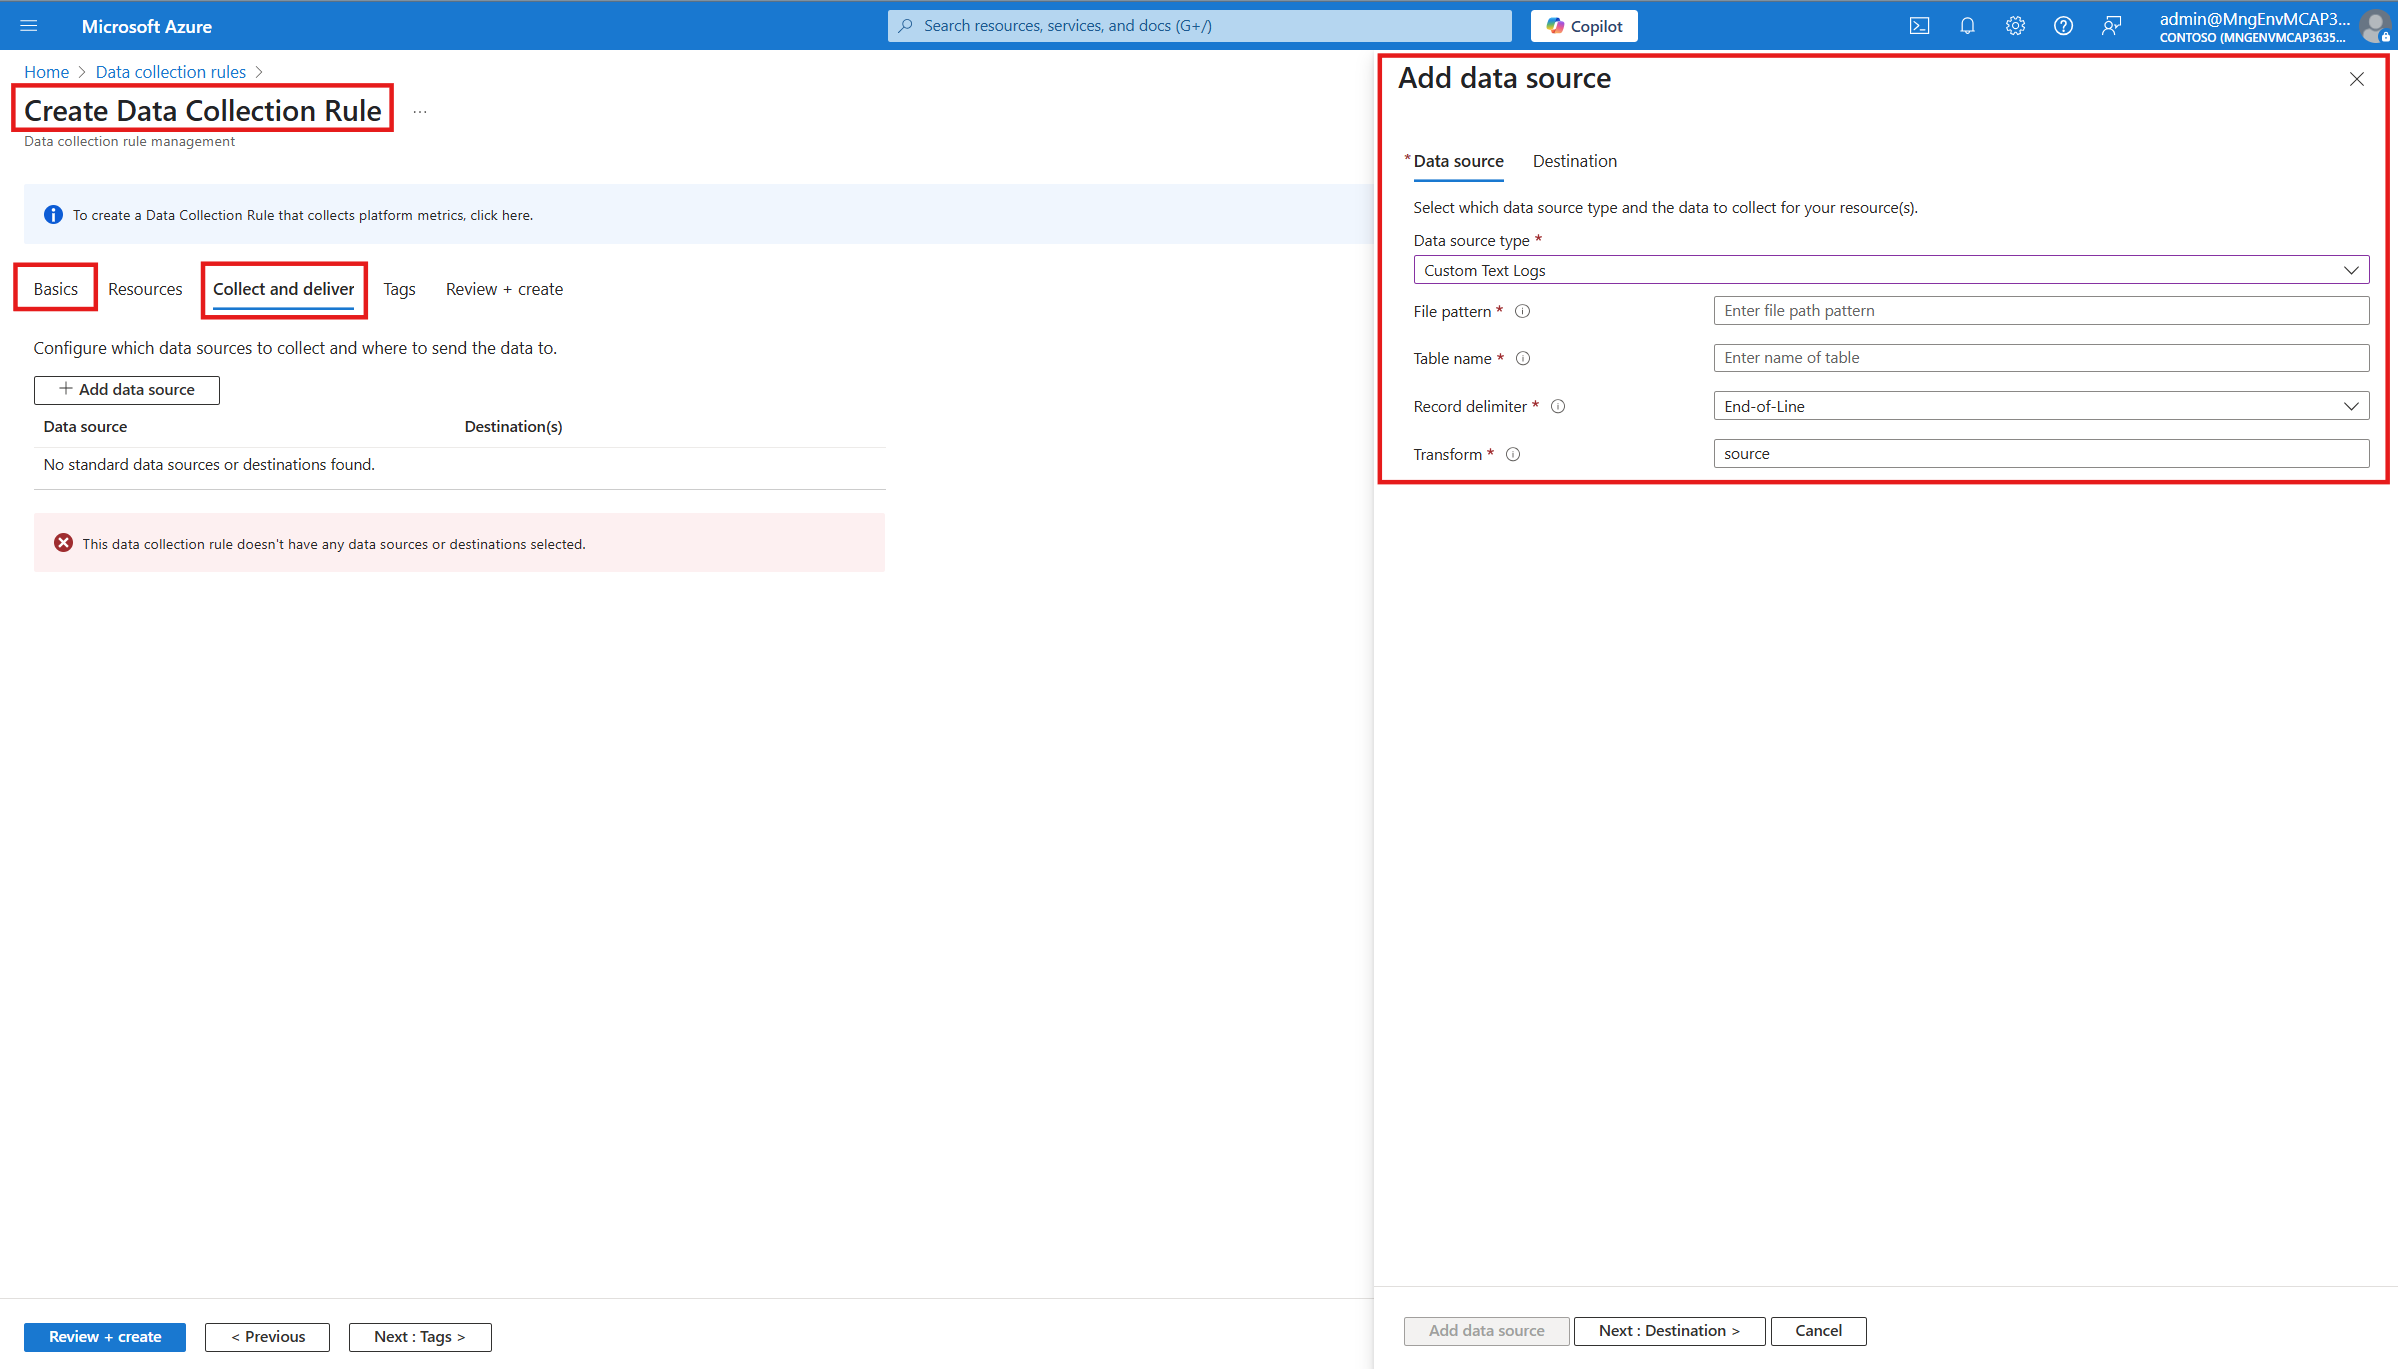 Microsoft Azure
Search resources, services, and docs (G+/)
Copilot
admin@MngEnvMCAP3...
CONTOSO (MNGENVMCAP3635...
Home > Data collection rules >
Create Data Collection Rule ...
Data collection rule management
To create a Data Collection Rule that collects platform metrics, click here.
Basics Resources Collect and deliver Tags Review + create
Configure which data sources to collect and where to send the data to.
+ Add data source
Data source Destination(s)
No standard data sources or destinations found.
This data collection rule doesn't have any data sources or destinations selected.
Review + create < Previous Next : Tags >
Add data source
* Data source Destination
Select which data source type and the data to collect for your resource(s).
Data source type *
Custom Text Logs
File pattern * Enter file path pattern
Table name * Enter name of table
Record delimiter * End-of-Line
Transform * source
Add data source Next : Destination > Cancel